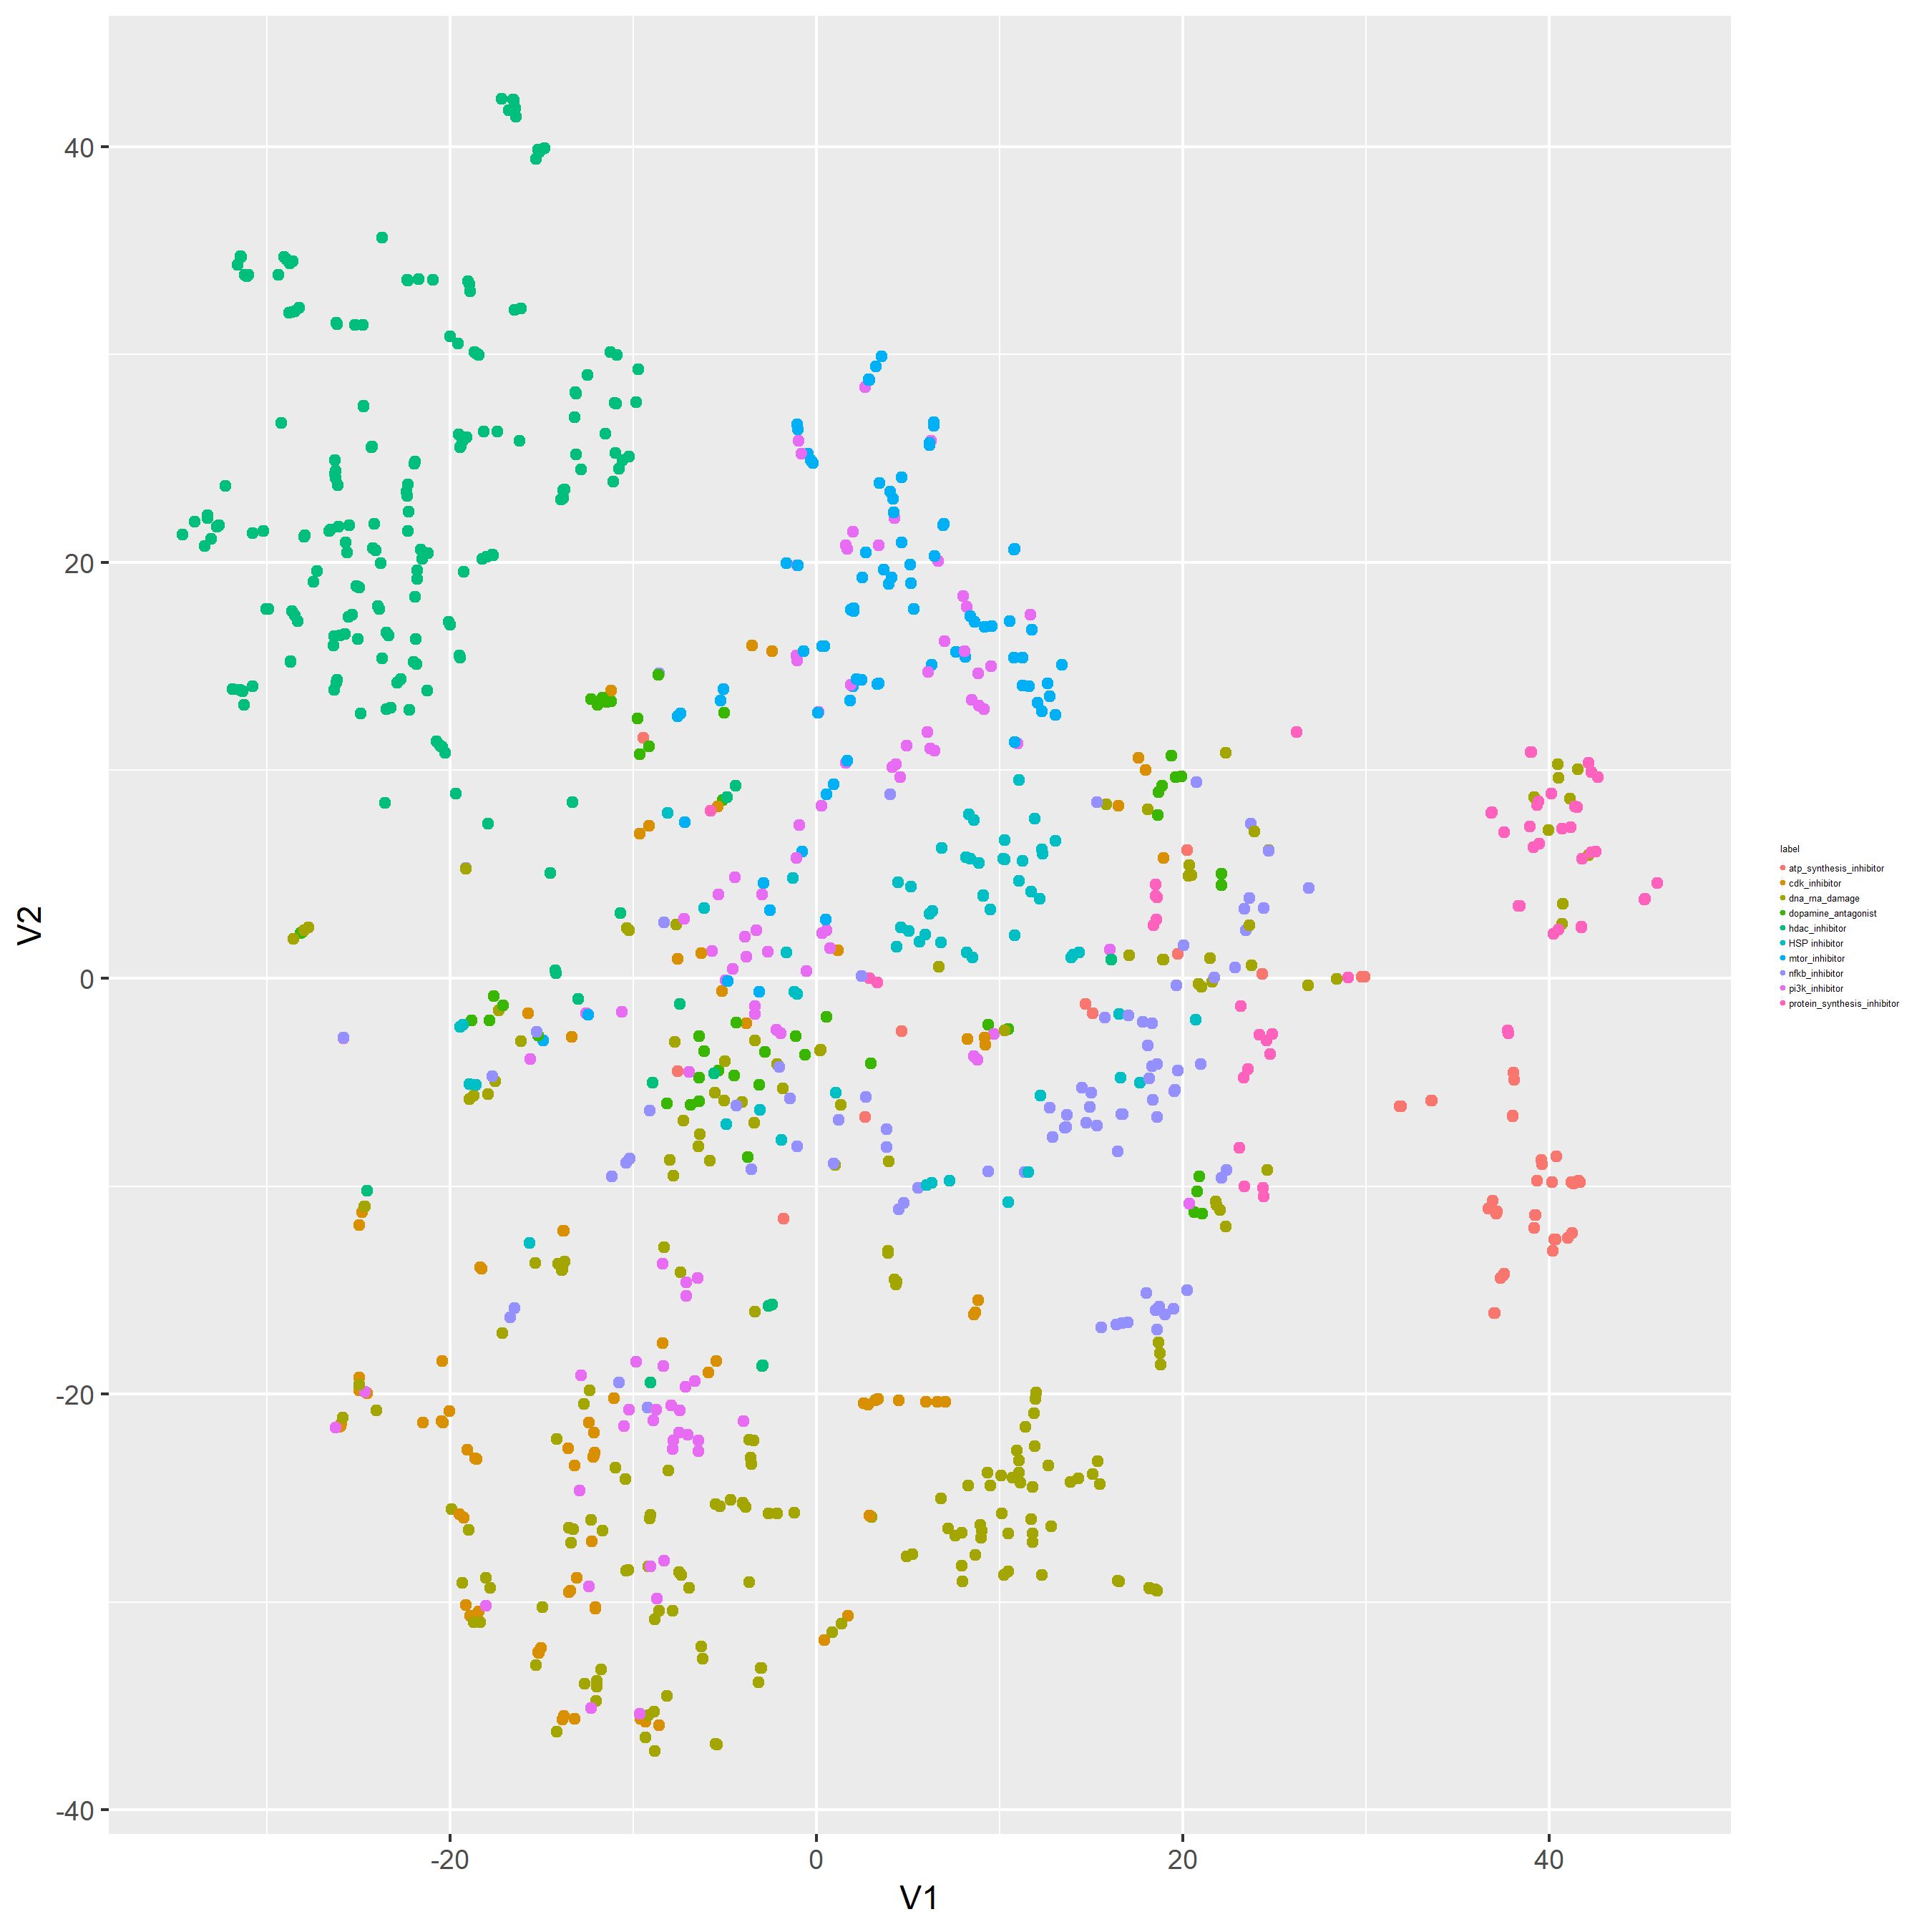 40
20
0
-20
-40
V2
-20
0
20
40
V1
label
atp_synthesis_inhibitor
cdk_inhibitor
dna_rna_damage
dopamine_antagonist
hdac_inhibitor
HSP inhibitor
mtor_inhibitor
nfkb_inhibitor
pi3k_inhibitor
protein_synthesis_inhibitor